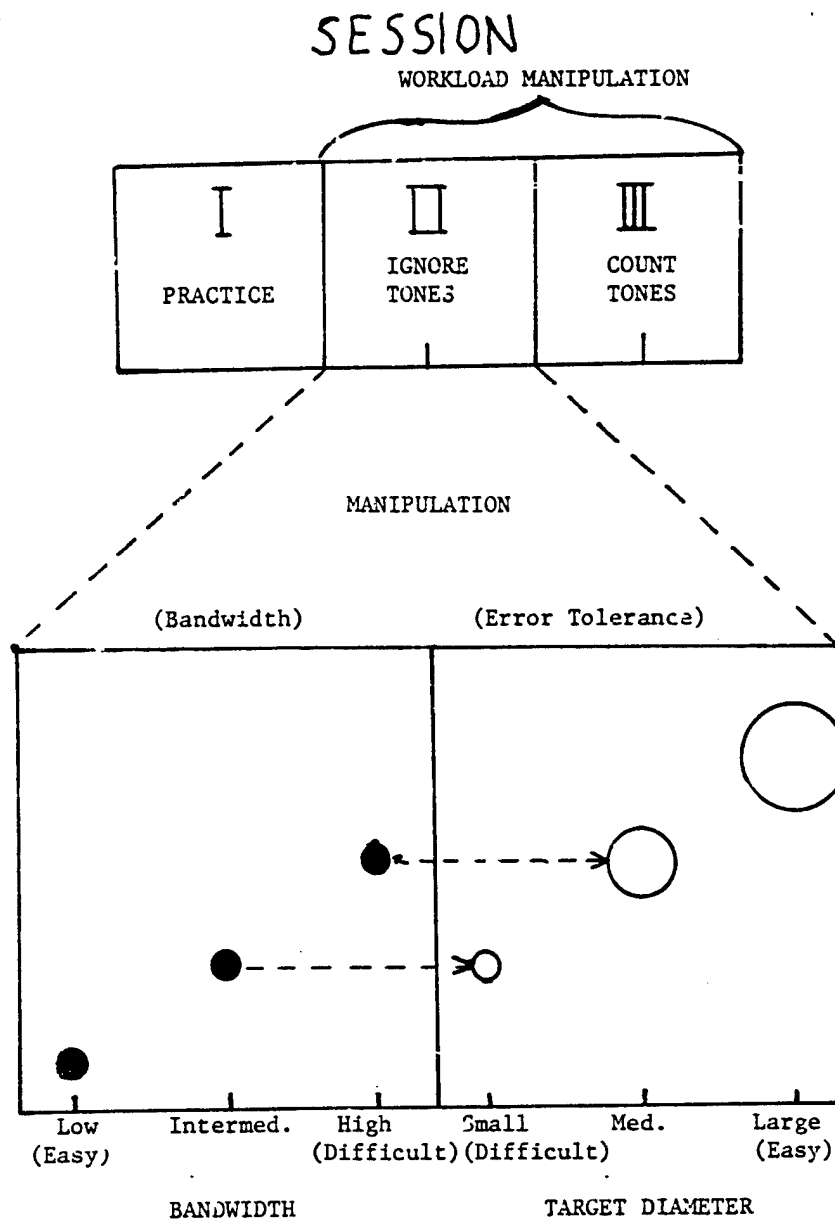 SESSION
WORKLOAD MANIPULATION
I
PRACTICE
II
IGNORE
TONES
III
COUNT
TONES
MANIPULATION
(Bandwidth) (Error Tolerance)
Low Intermed. High Small Med. Large
(Easy) (Difficult) (Difficult) (Easy)
BANDWIDTH TARGET DIAMETER